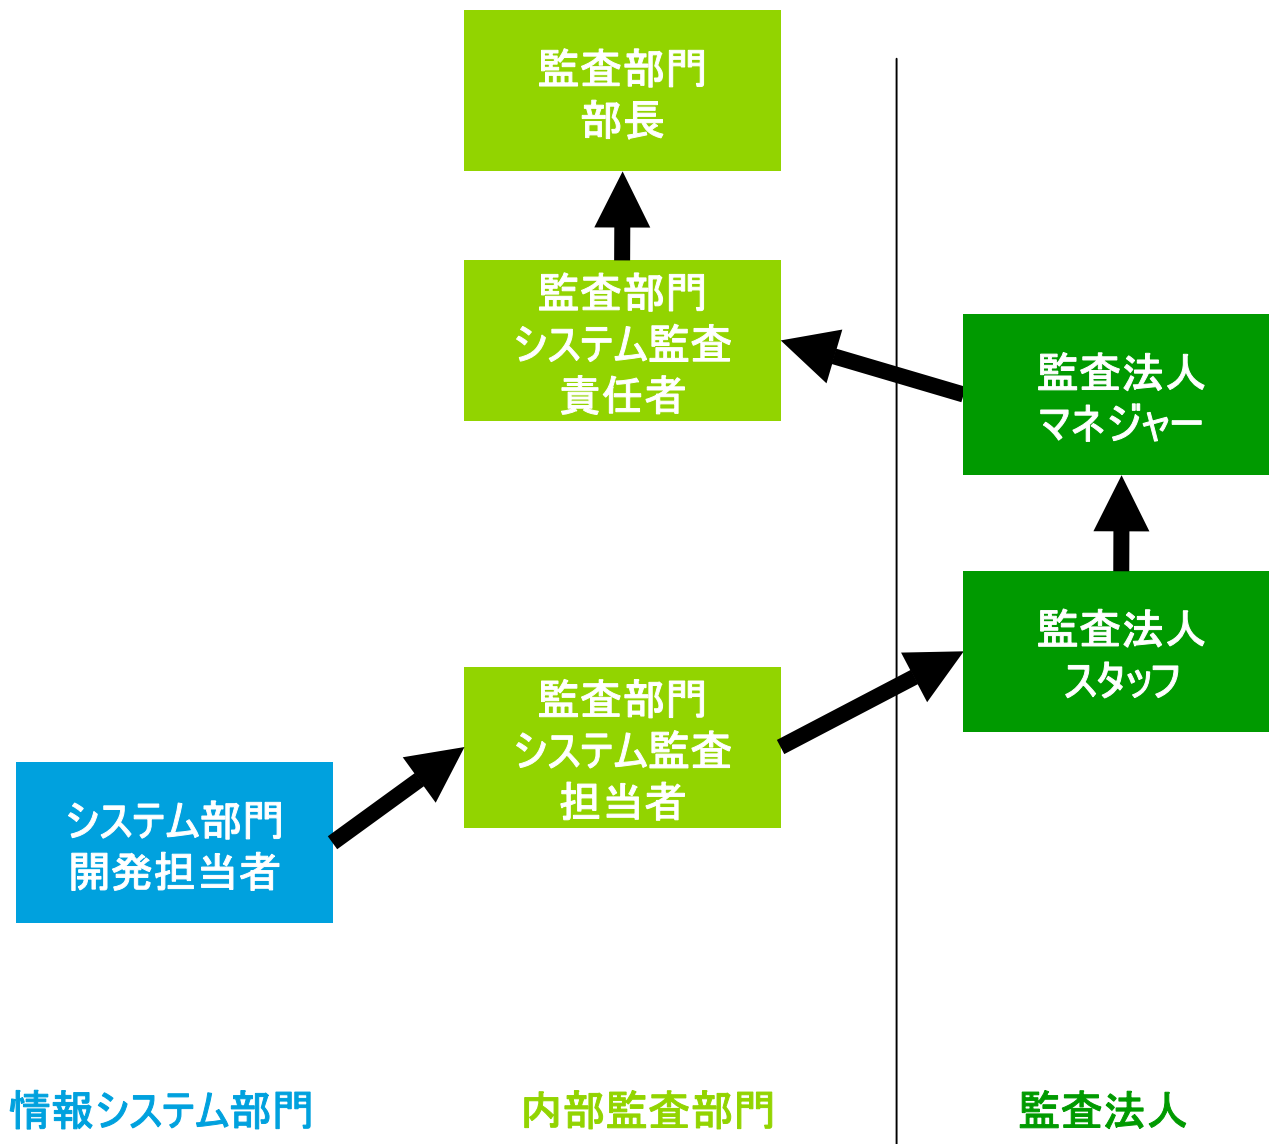 監査部門
部長
監査部門
システム監査
責任者
監査法人
マネジャー
監査法人
スタッフ
監査部門
システム監査
担当者
システム部門
開発担当者
情報システム部門
内部監査部門
監査法人